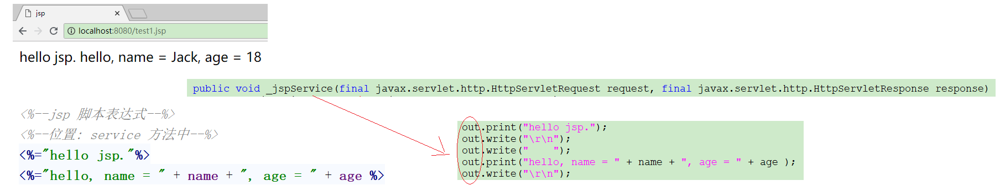 jsp
localhost:8080/test1.jsp
hello jsp. hello, name = Jack, age = 18
public void _jspService(final javax.servlet.http.HttpServletRequest request, final javax.servlet.http.HttpServletResponse response)
<%--jsp 脚本表达式--%>
<%--位置: service 方法中--%>
<%="hello jsp."%>
<%="hello, name = " + name + ", age = " + age %>
out.print("hello jsp.");
out.write("\r\n");
out.write("    ");
out.print("hello, name = " + name + ", age = " + age );
out.write("\r\n");